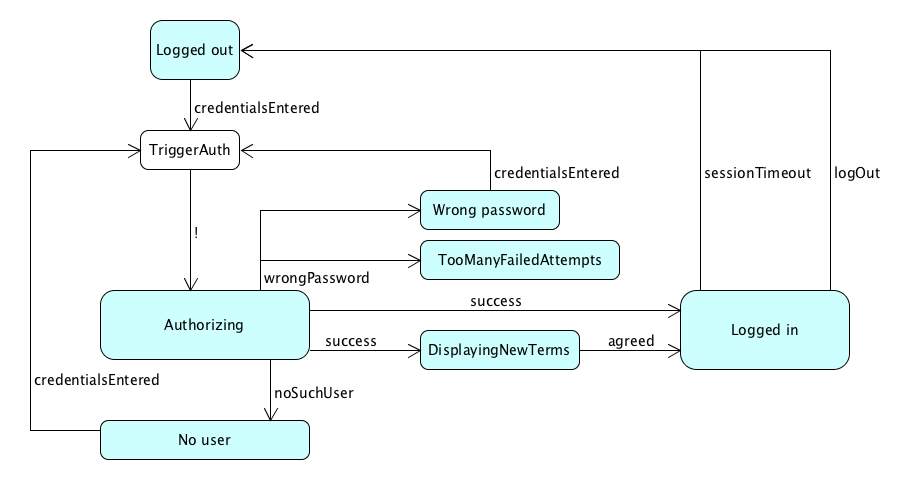 Logged out
credentialsEntered
TriggerAuth
credentialsEntered
sessionTimeout
logOut
Wrong password
!
TooManyFailedAttempts
wrongPassword
success
Authorizing
Logged in
success
DisplayingNewTerms
agreed
credentialsEntered
noSuchUser
No user